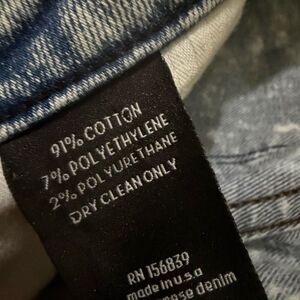 91% COTTON
7% POLYETHYLENE
2% POLYURETHANE
DRY CLEAN ONLY
RN 156839
made in u.s.a
denim